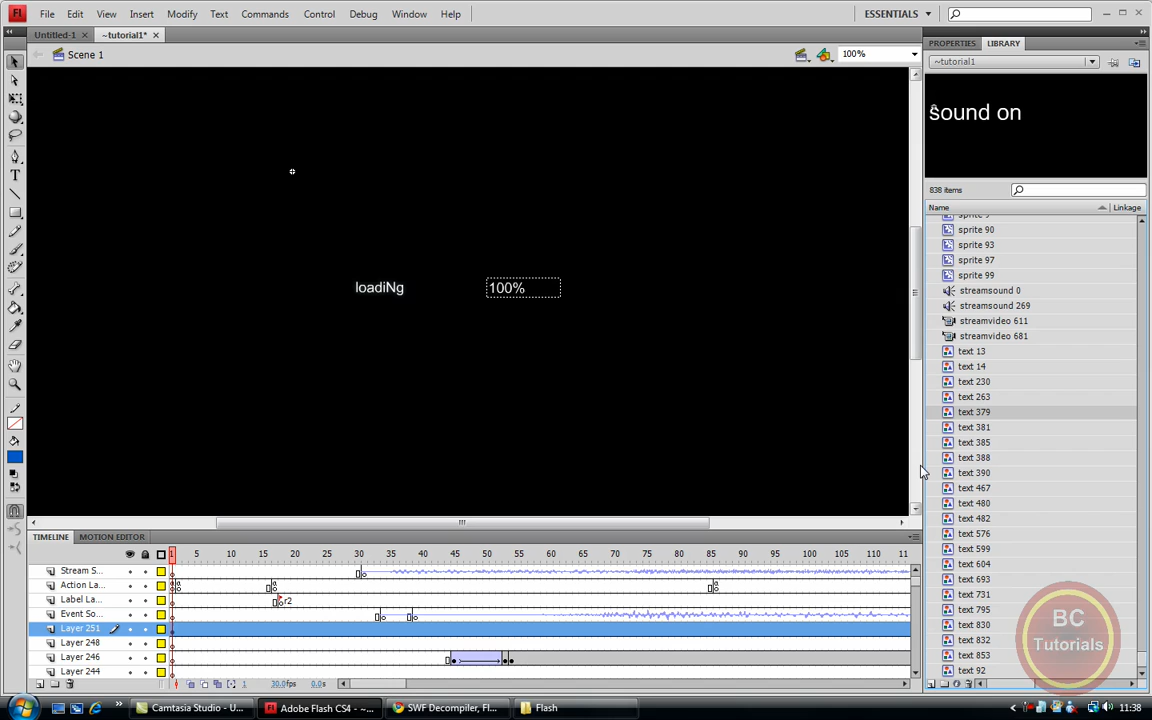 Fl File Edit View Insert Modify Text Commands Control Debug Window Help ESSENTIALS
Untitled-1 ~tutorial1*
Scene 1 100%
PROPERTIES LIBRARY
~tutorial1
sound on
838 items
Name Linkage
sprite 90
sprite 93
sprite 97
sprite 99
streamsound 0
streamsound 269
streamvideo 611
streamvideo 681
text 13
text 14
text 230
text 263
text 379
text 381
text 385
text 388
text 390
text 467
text 480
text 482
text 576
text 599
text 604
text 693
text 731
text 795
text 830
text 832
text 853
text 92
loadiNg 100%
TIMELINE MOTION EDITOR
1 5 10 15 20 25 30 35 40 45 50 55 60 65 70 75 80 85 90 95 100 105 110 11
Stream S...
Action La...
Label La... r2
Event So...
Layer 251
Layer 248
Layer 246
Layer 244
1 30.0fps 0.0s
BC
Tutorials
Camtasia Studio - U... Adobe Flash CS4 - ~... SWF Decompiler, Fl... Flash 11:38